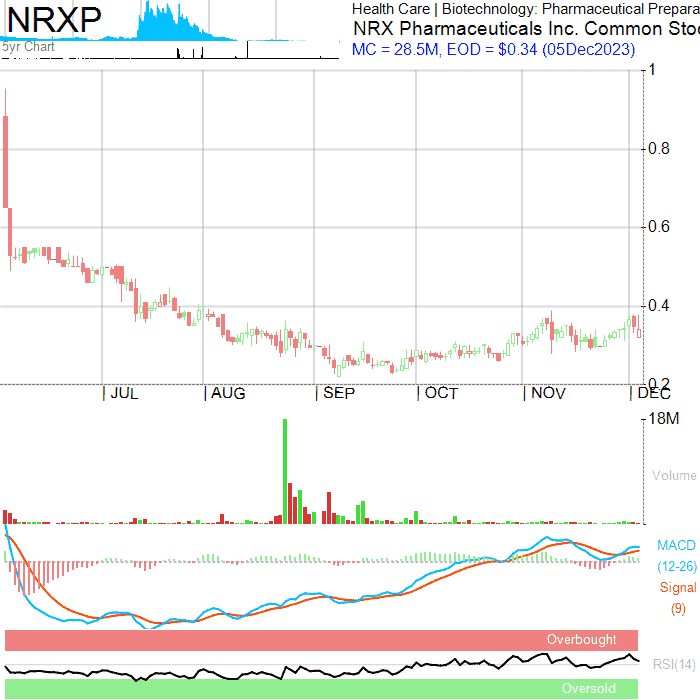 NRXP
5yr Chart
Health Care | Biotechnology: Pharmaceutical Prepara
NRX Pharmaceuticals Inc. Common Stoc
MC = 28.5M, EOD = $0.34 (05Dec2023)
1
0.8
0.6
0.4
0.2
| JUL | AUG | SEP | OCT | NOV | DEC
18M
Volume
MACD
(12-26)
Signal
(9)
Overbought
RSI(14)
Oversold